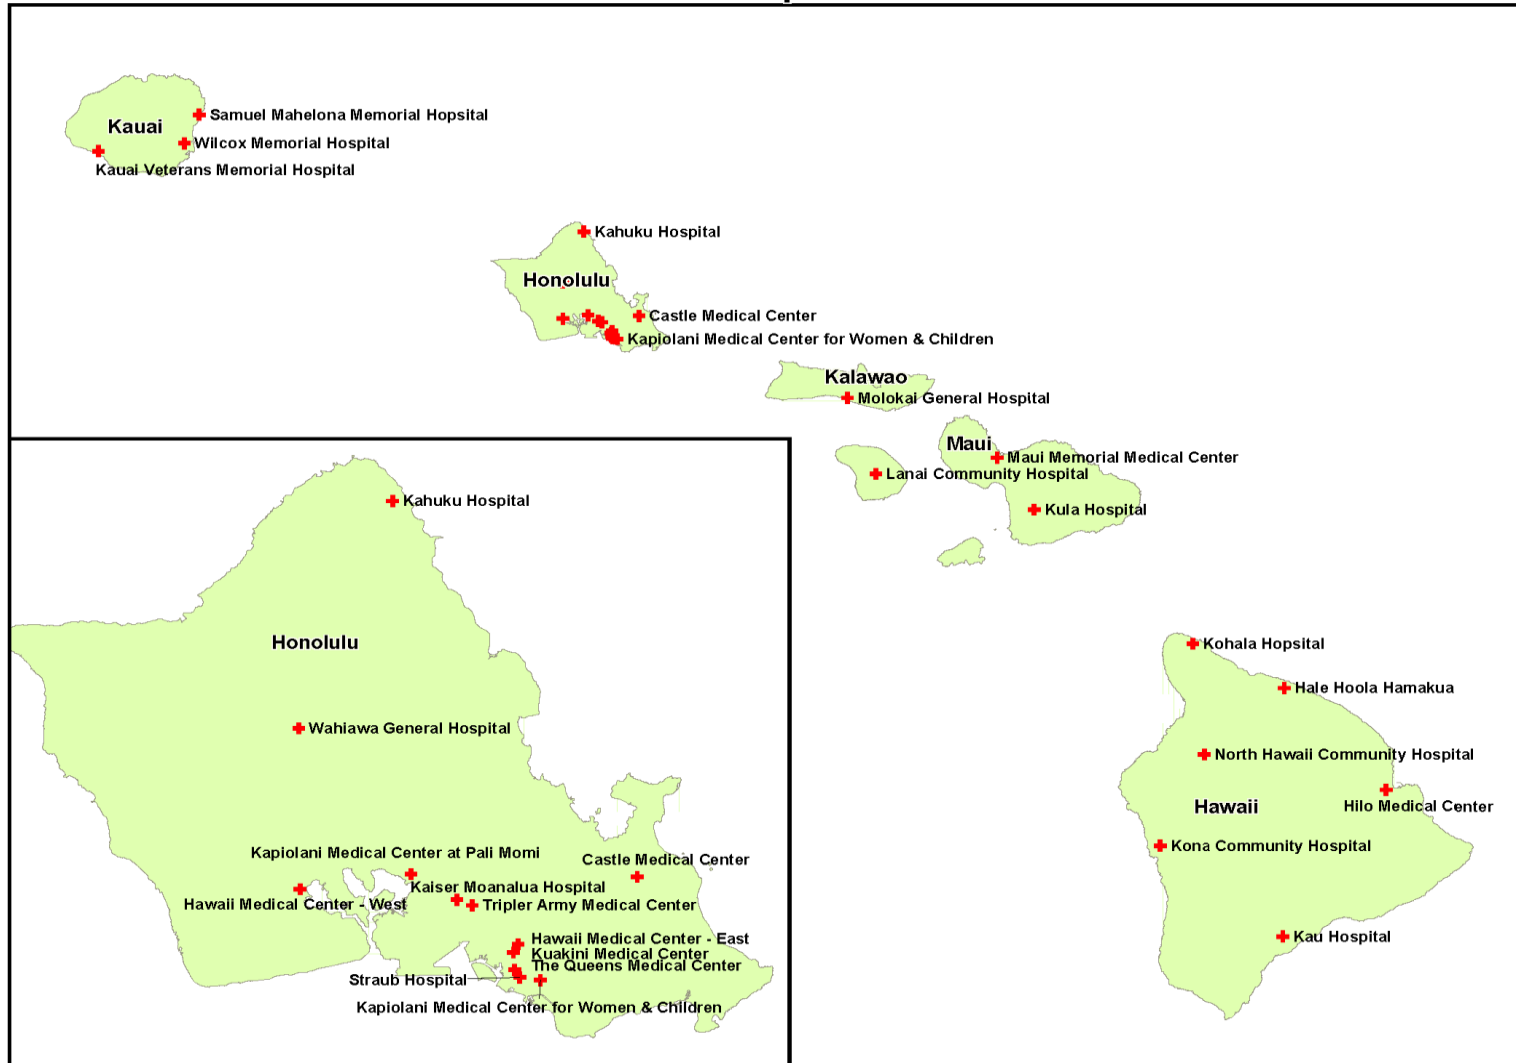 Samuel Mahelona Memorial Hopsital
Kauai
Wilcox Memorial Hospital
Kauai Veterans Memorial Hospital
Kahuku Hospital
Honolulu
Castle Medical Center
Kapiolani Medical Center for Women & Children
Kalawao
Molokai General Hospital
Maui
Maui Memorial Medical Center
Lanai Community Hospital
Kula Hospital
Kahuku Hospital
Honolulu
Wahiawa General Hospital
Kapiolani Medical Center at Pali Momi
Castle Medical Center
Kaiser Moanalua Hospital
Hawaii Medical Center - West
Tripler Army Medical Center
Hawaii Medical Center - East
Kuakini Medical Center
The Queens Medical Center
Straub Hospital
Kapiolani Medical Center for Women & Children
Kohala Hopsital
Hale Hoola Hamakua
North Hawaii Community Hospital
Hawaii
Hilo Medical Center
Kona Community Hospital
Kau Hospital